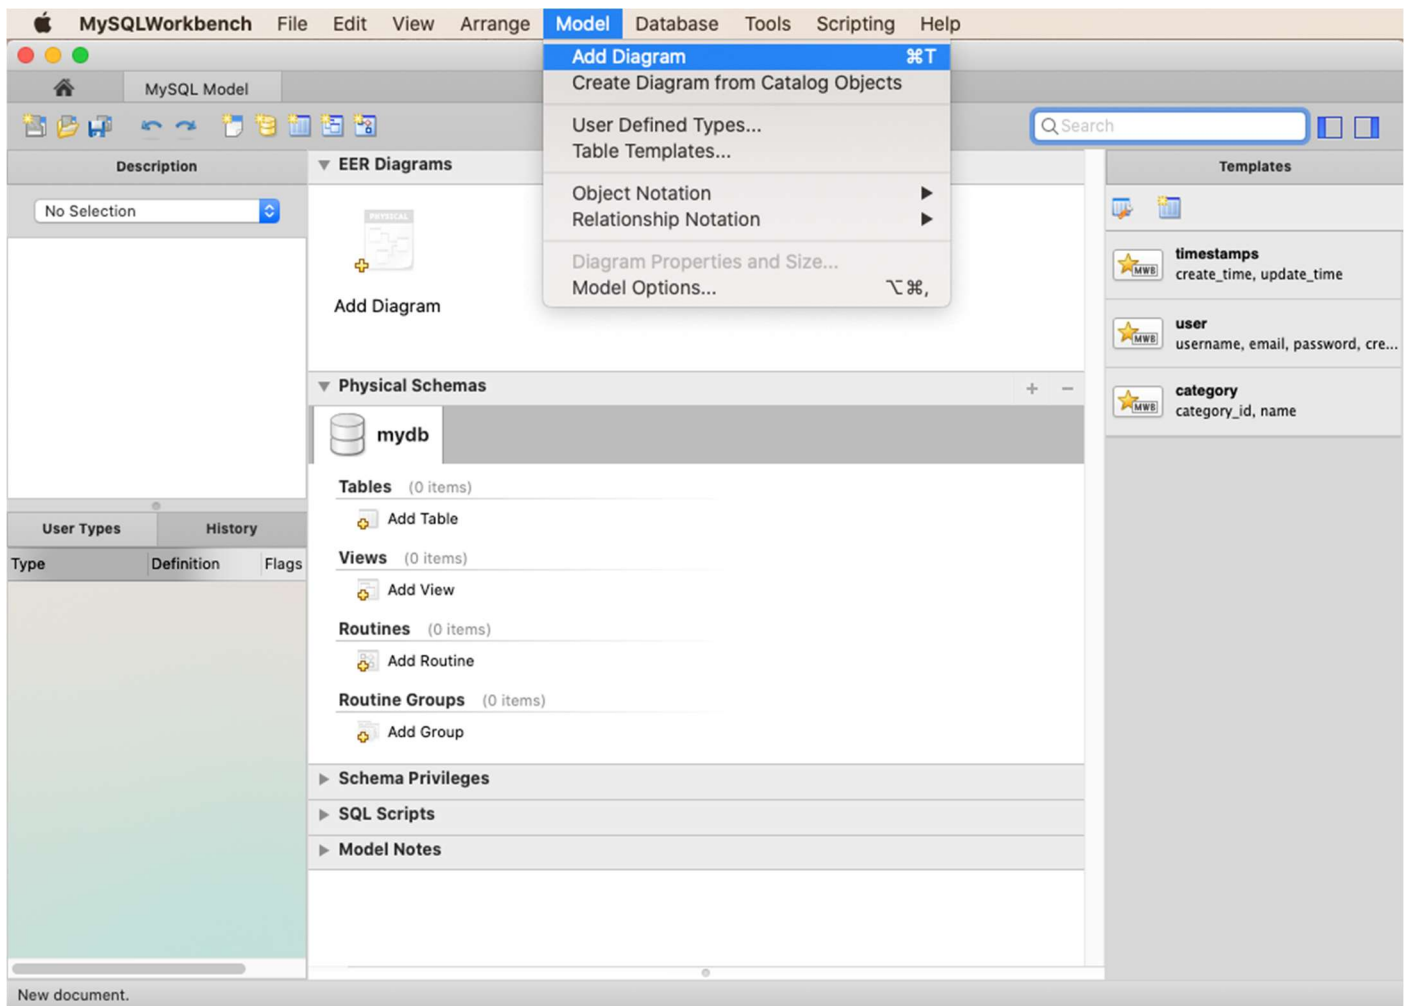 MySQLWorkbench File Edit View Arrange Model Database Tools Scripting Help
Add Diagram ⌘T
Create Diagram from Catalog Objects
User Defined Types...
Table Templates...
Object Notation
Relationship Notation
Diagram Properties and Size...
Model Options... ⌥⌘,
MySQL Model
Search
Description
No Selection
User Types History
Type Definition Flags
EER Diagrams
PHYSICAL
Add Diagram
Physical Schemas + −
mydb
Tables (0 items)
Add Table
Views (0 items)
Add View
Routines (0 items)
Add Routine
Routine Groups (0 items)
Add Group
Schema Privileges
SQL Scripts
Model Notes
Templates
MWB
timestamps
create_time, update_time
MWB
user
username, email, password, cre...
MWB
category
category_id, name
New document.